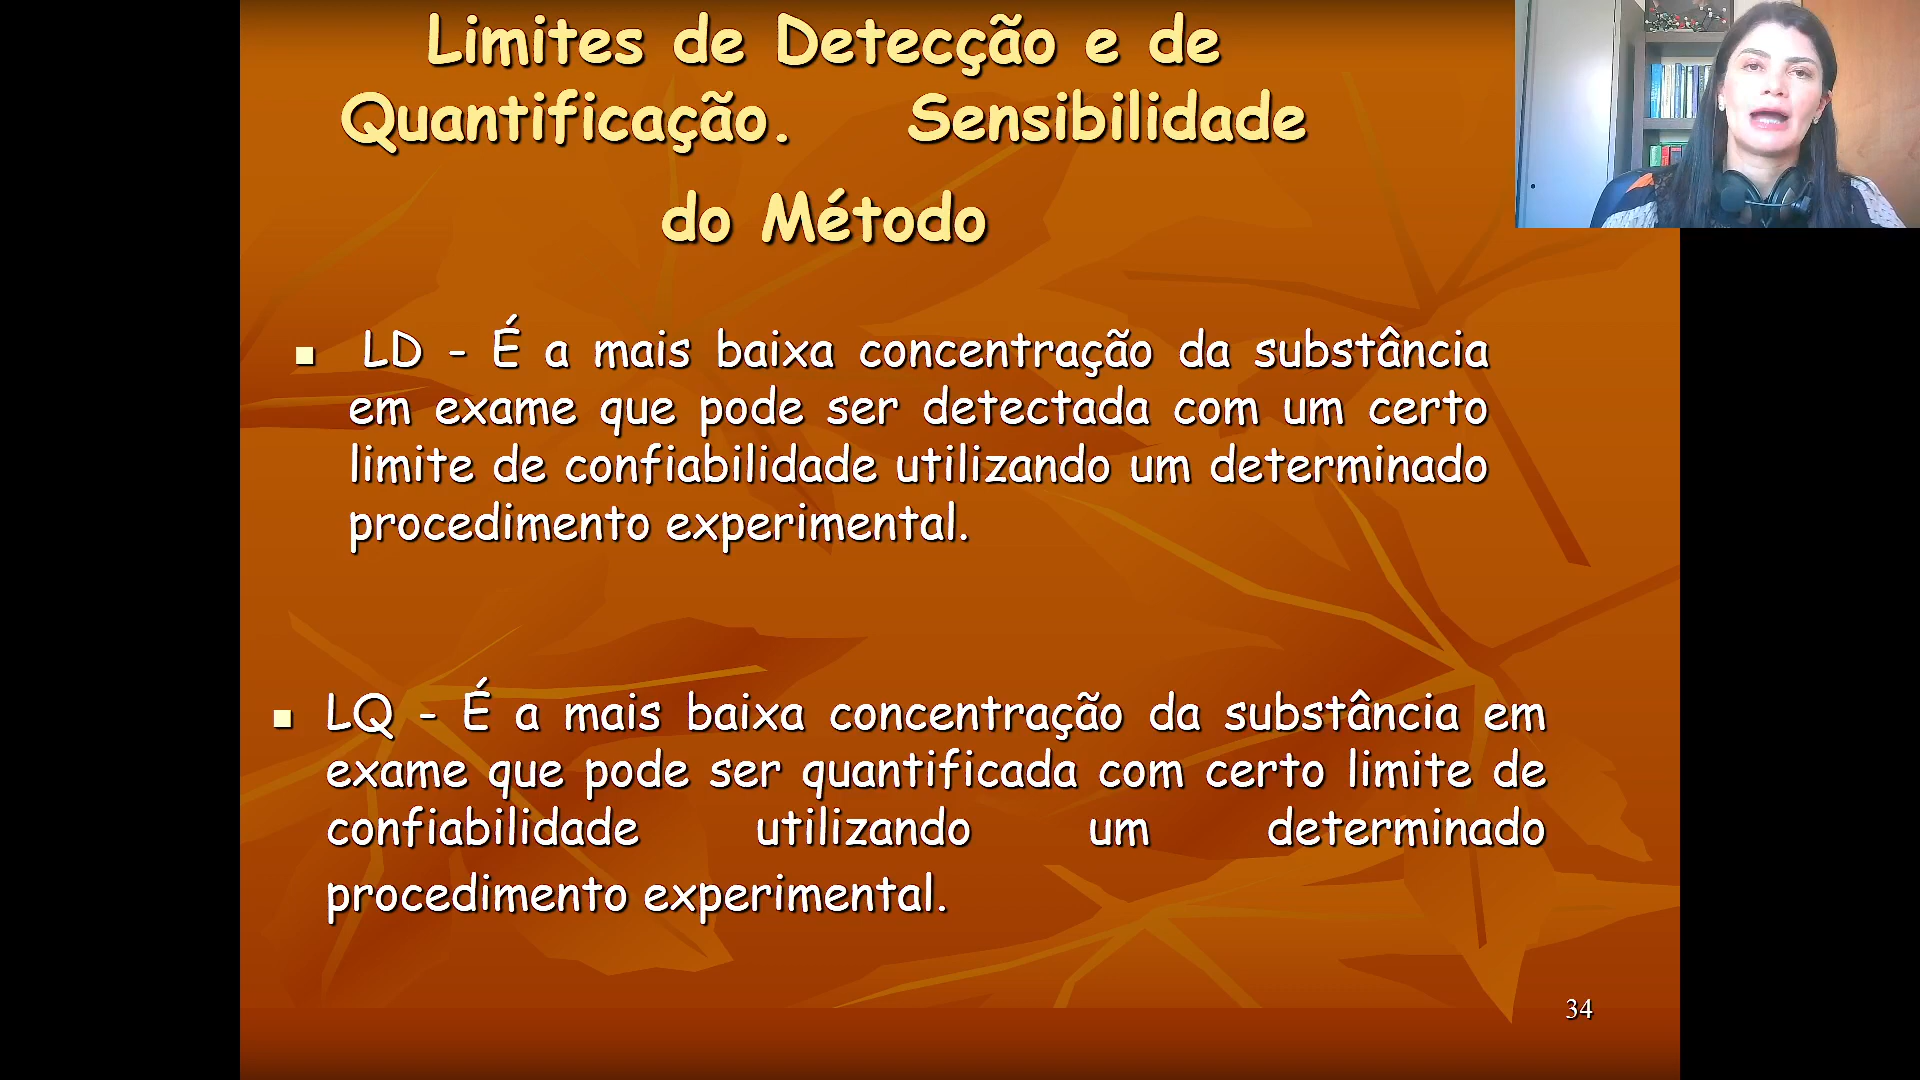 Limites de Detecção e de
Quantificação. Sensibilidade
do Método
LD - É a mais baixa concentração da substância
em exame que pode ser detectada com um certo
limite de confiabilidade utilizando um determinado
procedimento experimental.
LQ - É a mais baixa concentração da substância em
exame que pode ser quantificada com certo limite de
confiabilidade utilizando um determinado
procedimento experimental.
34